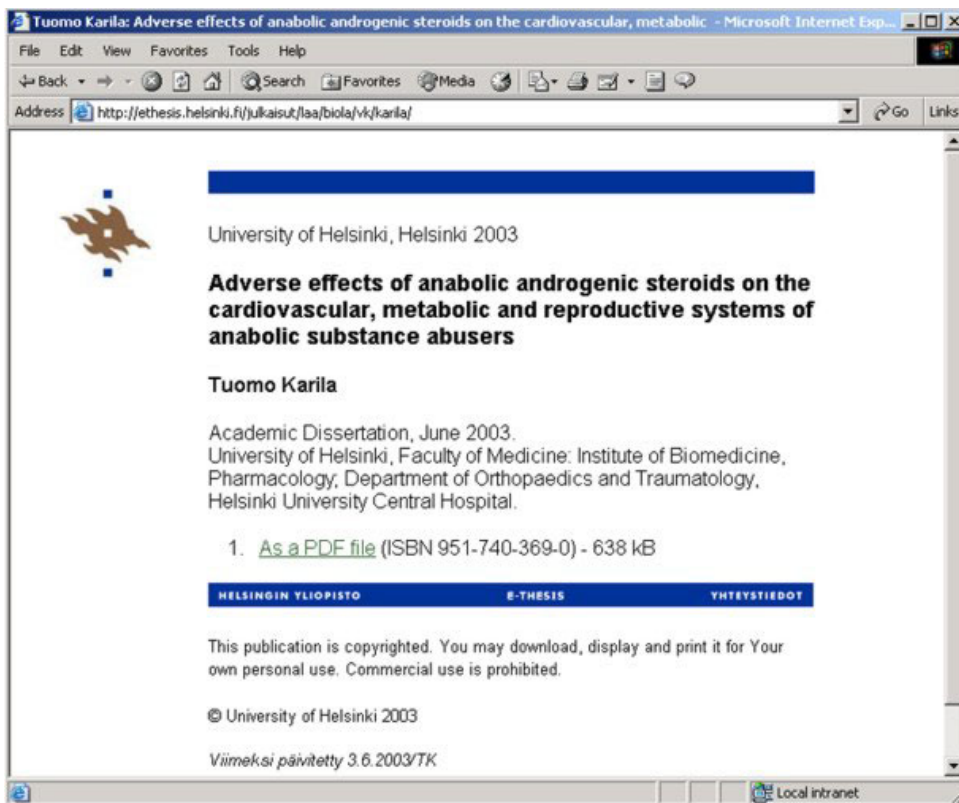 Tuomo Karila: Adverse effects of anabolic androgenic steroids on the cardiovascular, metabolic - Microsoft Internet Exp...
File Edit View Favorites Tools Help
Back Search Favorites Media
Address http://ethesis.helsinki.fi/julkaisut/laa/biola/vk/karila/ Go Links
University of Helsinki, Helsinki 2003
Adverse effects of anabolic androgenic steroids on the
cardiovascular, metabolic and reproductive systems of
anabolic substance abusers
Tuomo Karila
Academic Dissertation, June 2003.
University of Helsinki, Faculty of Medicine: Institute of Biomedicine,
Pharmacology; Department of Orthopaedics and Traumatology,
Helsinki University Central Hospital.
1. As a PDF file (ISBN 951-740-369-0) - 638 kB
HELSINGIN YLIOPISTO E-THESIS YHTEYSTIEDOT
This publication is copyrighted. You may download, display and print it for Your
own personal use. Commercial use is prohibited.
© University of Helsinki 2003
Viimeksi päivitetty 3.6.2003/TK
Local intranet